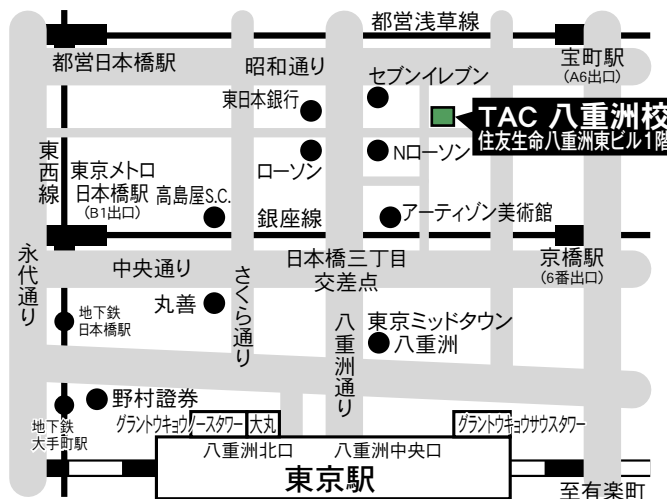 都営浅草線
都営日本橋駅
昭和通り
宝町駅
(A6出口)
セブンイレブン
東日本銀行
TAC 八重洲校
住友生命八重洲東ビル1階
東西線
東京メトロ
日本橋駅
(B1出口)
高島屋S.C.
ローソン
Nローソン
銀座線
アーティゾン美術館
永代通り
中央通り
さくら通り
日本橋三丁目
交差点
京橋駅
(6番出口)
地下鉄
日本橋駅
丸善
八重洲通り
東京ミッドタウン
八重洲
野村證券
地下鉄
大手町駅
グラントウキョウノースタワー
大丸
グラントウキョウサウスタワー
八重洲北口
八重洲中央口
東京駅
至有楽町